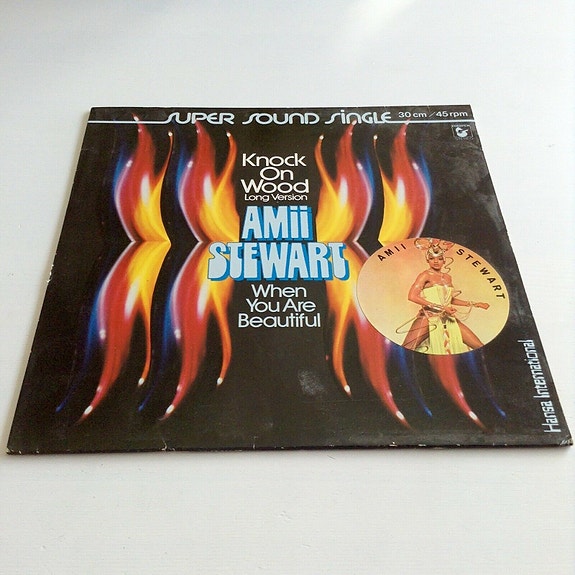 SUPER SOUND SINGLE 30 cm / 45 rpm
Knock
On
Wood
Long Version
AMii
STEWART
When
You Are
Beautiful
AMII STEWART
Hansa International